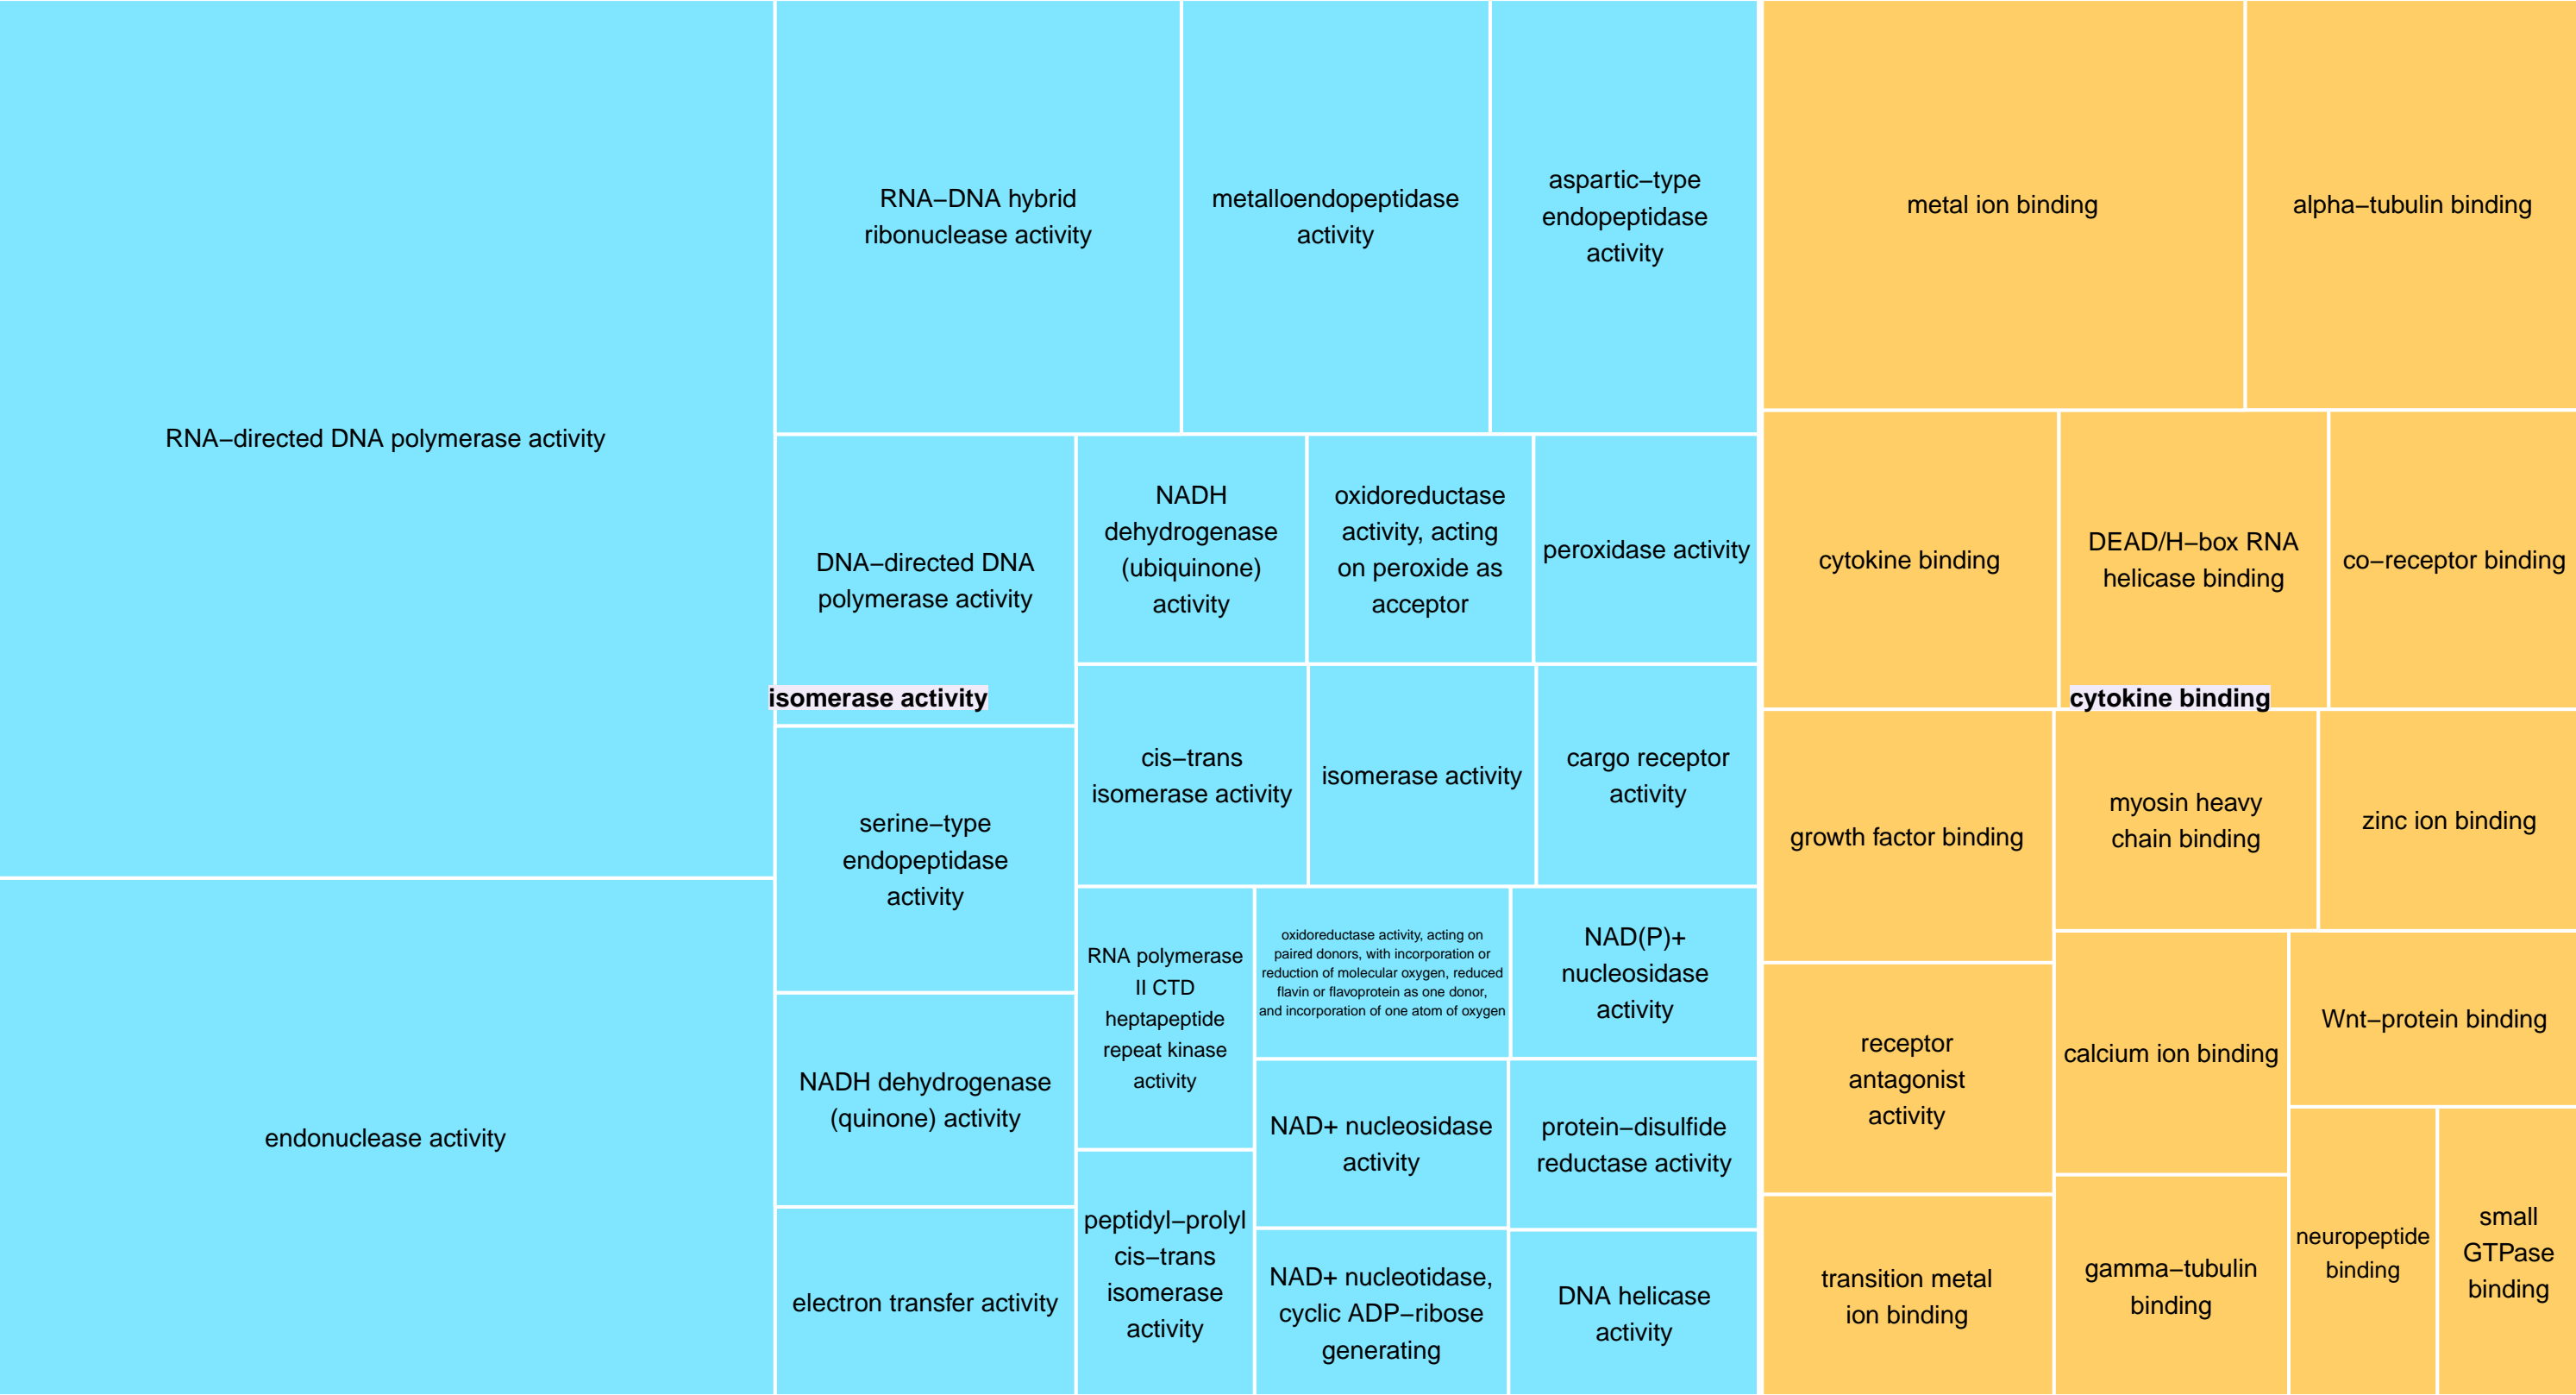 RNA−directed DNA polymerase activity
endonuclease activity
RNA−DNA hybrid
ribonuclease activity
metalloendopeptidase
activity
aspartic−type
endopeptidase
activity
DNA−directed DNA
polymerase activity
isomerase activity
serine−type
endopeptidase
activity
NADH dehydrogenase
(quinone) activity
electron transfer activity
NADH
dehydrogenase
(ubiquinone)
activity
oxidoreductase
activity, acting
on peroxide as
acceptor
peroxidase activity
cis−trans
isomerase activity
isomerase activity
cargo receptor
activity
RNA polymerase
II CTD
heptapeptide
repeat kinase
activity
peptidyl−prolyl
cis−trans
isomerase
activity
oxidoreductase activity, acting on
paired donors, with incorporation or
reduction of molecular oxygen, reduced
flavin or flavoprotein as one donor,
and incorporation of one atom of oxygen
NAD(P)+
nucleosidase
activity
NAD+ nucleosidase
activity
protein−disulfide
reductase activity
NAD+ nucleotidase,
cyclic ADP−ribose
generating
DNA helicase
activity
metal ion binding
alpha−tubulin binding
cytokine binding
DEAD/H−box RNA
helicase binding
co−receptor binding
cytokine binding
growth factor binding
myosin heavy
chain binding
zinc ion binding
receptor
antagonist
activity
calcium ion binding
Wnt−protein binding
transition metal
ion binding
gamma−tubulin
binding
neuropeptide
binding
small
GTPase
binding